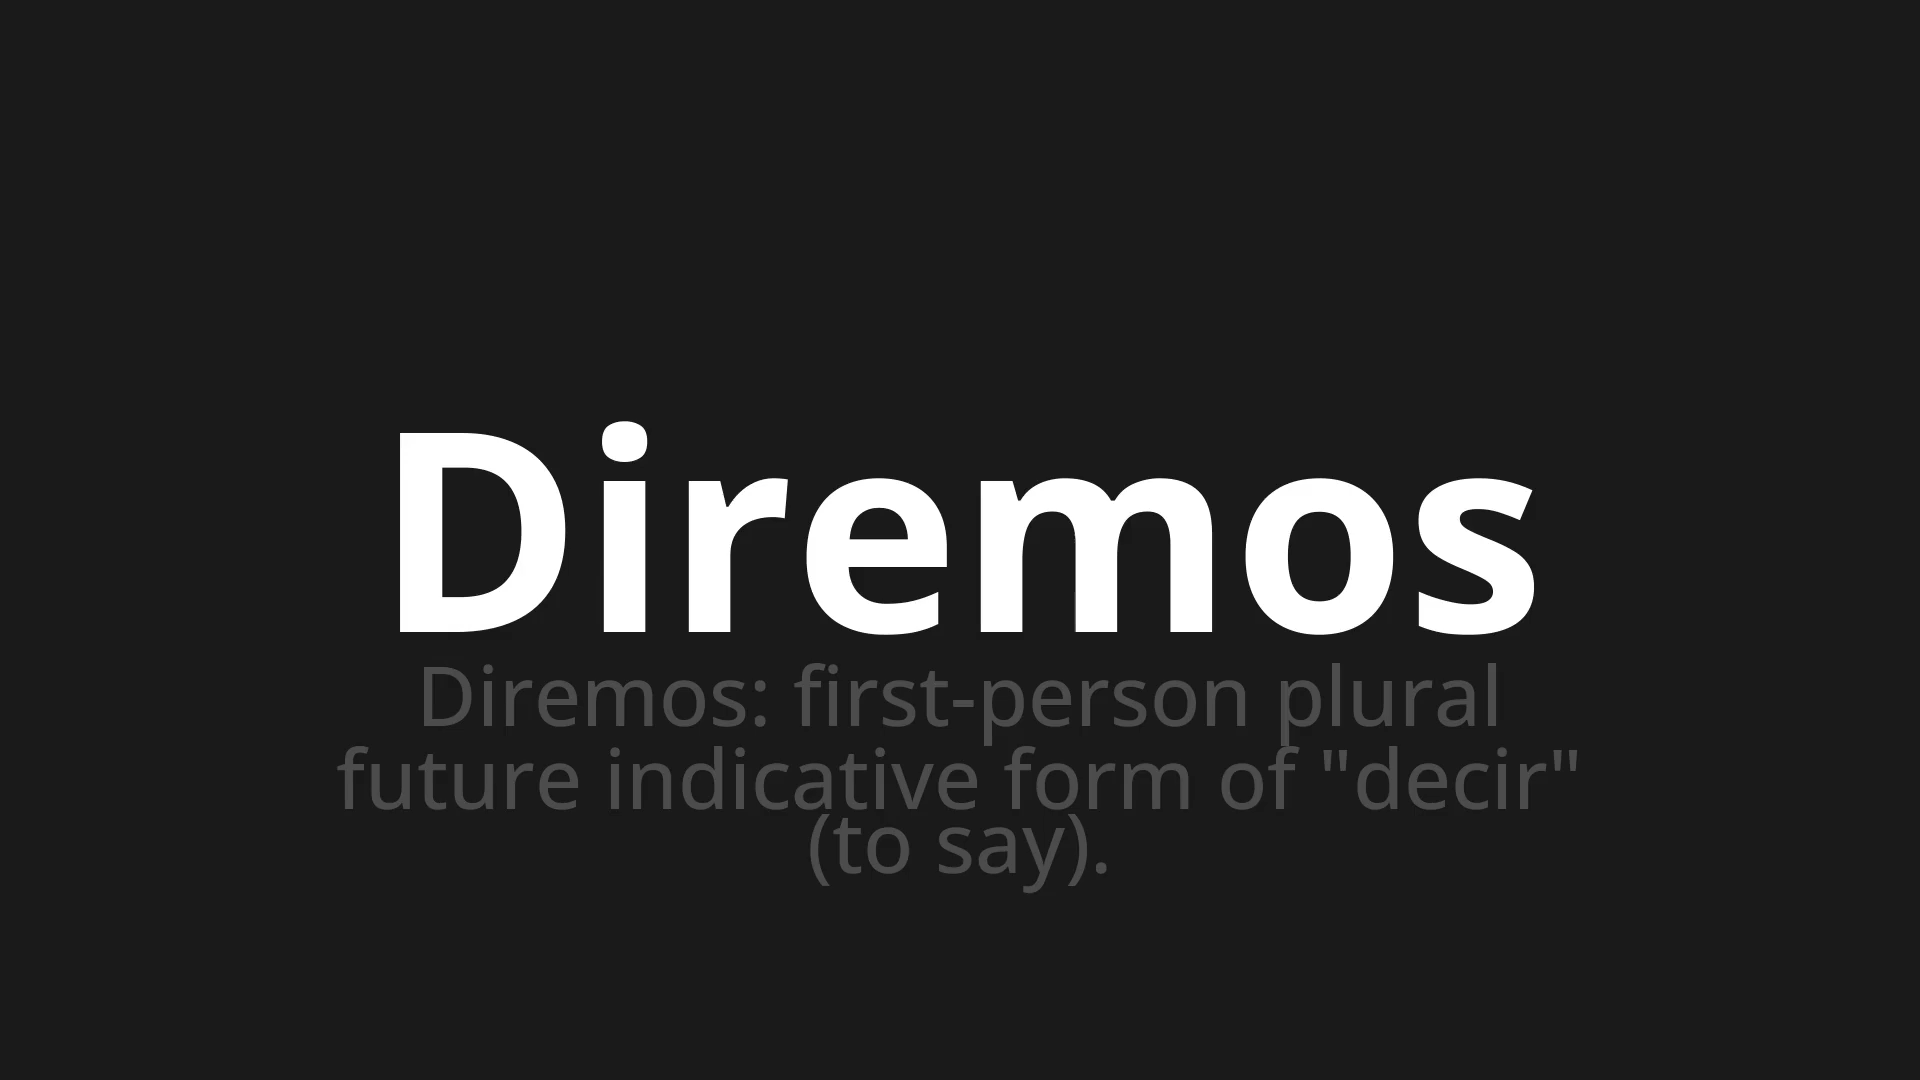 Diremos
Diremos: first-person plural
future indicative form of "decir"
(to say).